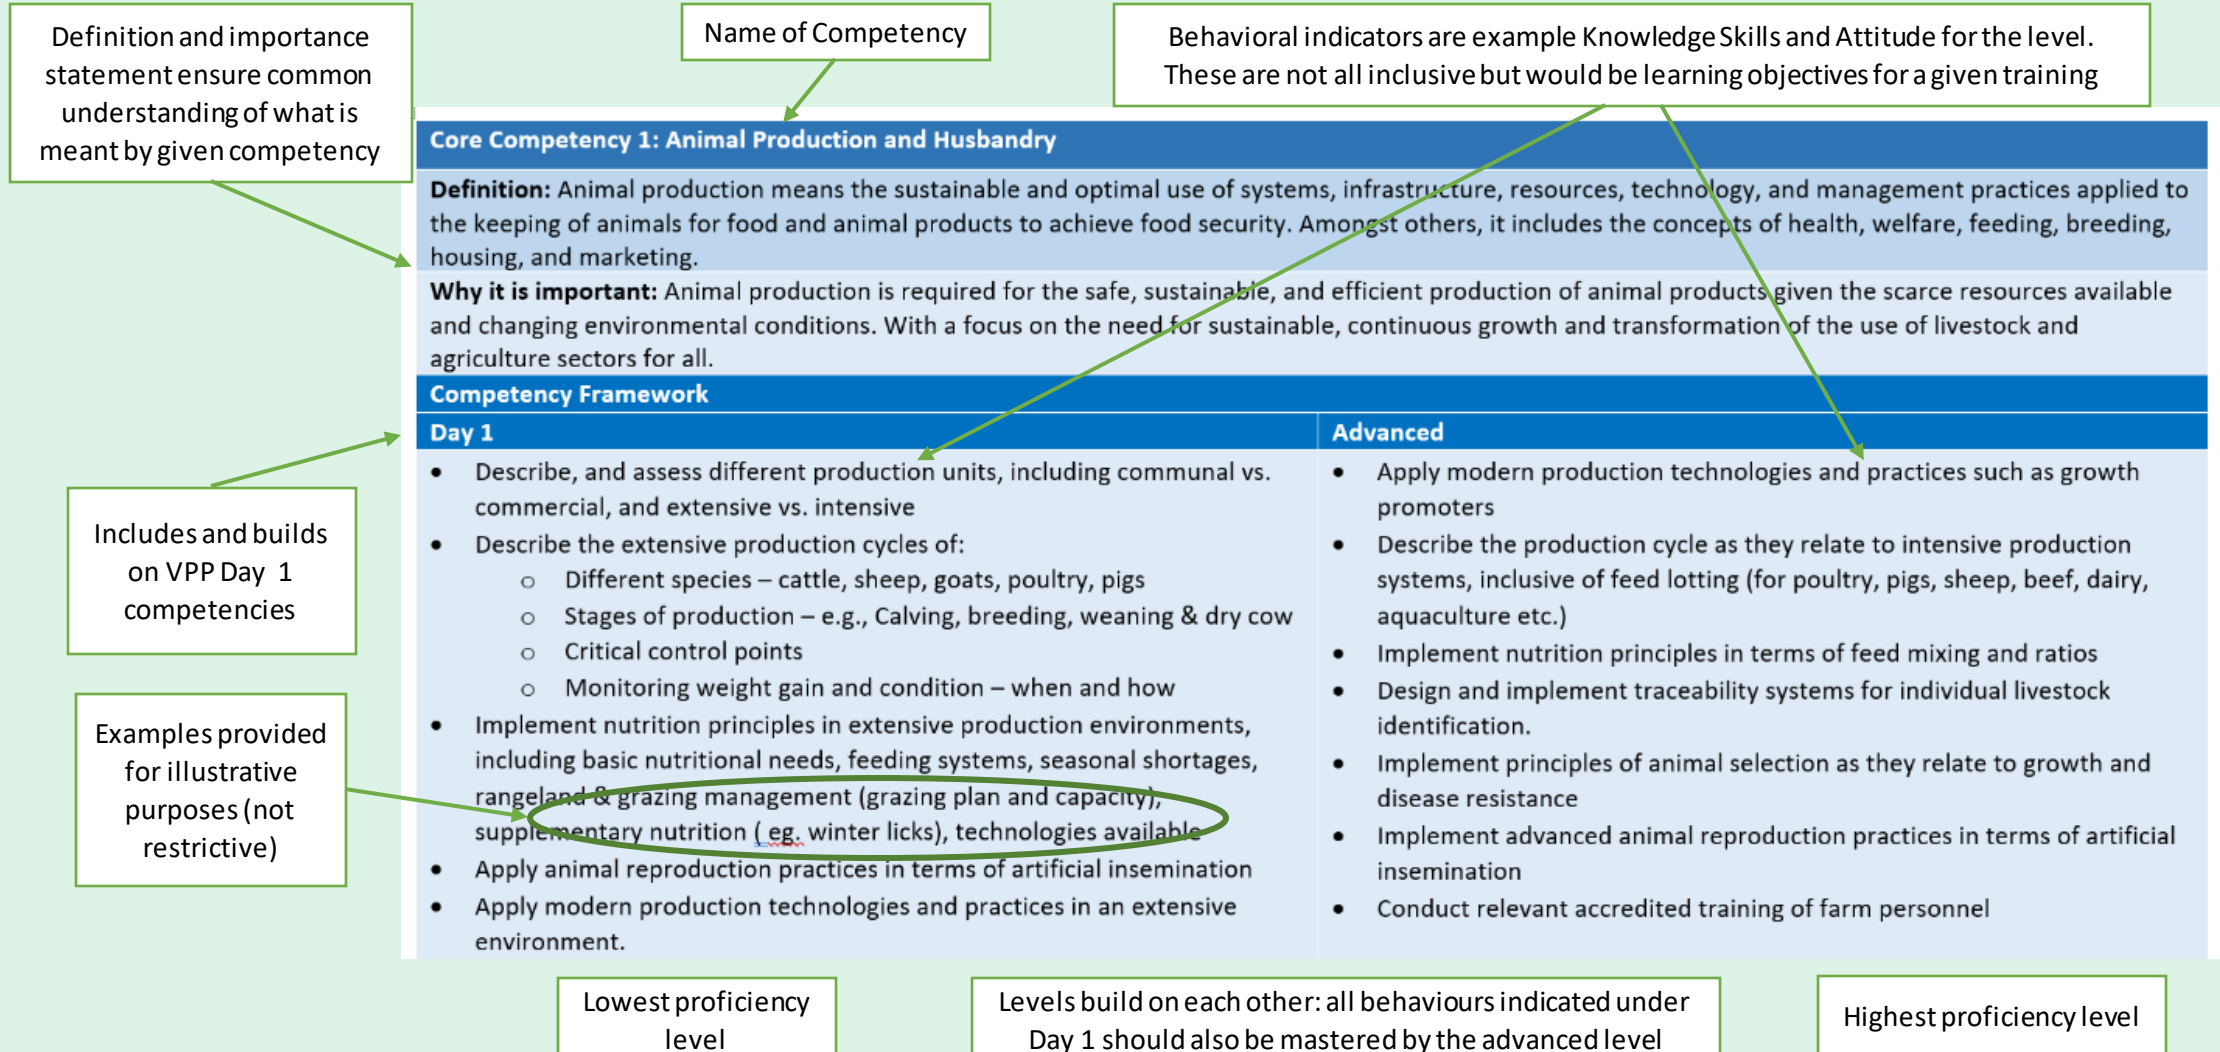 Definition and importance
statement ensure common
understanding of what is
meant by given competency
Name of Competency
Behavioral indicators are example Knowledge Skills and Attitude for the level.
These are not all inclusive but would be learning objectives for a given training
Core Competency 1: Animal Production and Husbandry
Definition: Animal production means the sustainable and optimal use of systems, infrastructure, resources, technology, and management practices applied to
the keeping of animals for food and animal products to achieve food security. Amongst others, it includes the concepts of health, welfare, feeding, breeding,
housing, and marketing.
Why it is important: Animal production is required for the safe, sustainable, and efficient production of animal products given the scarce resources available
and changing environmental conditions. With a focus on the need for sustainable, continuous growth and transformation of the use of livestock and
agriculture sectors for all.
Competency Framework
Day 1
• Describe, and assess different production units, including communal vs.
commercial, and extensive vs. intensive
• Describe the extensive production cycles of:
o Different species – cattle, sheep, goats, poultry, pigs
o Stages of production – e.g., Calving, breeding, weaning & dry cow
o Critical control points
o Monitoring weight gain and condition – when and how
• Implement nutrition principles in extensive production environments,
including basic nutritional needs, feeding systems, seasonal shortages,
rangeland & grazing management (grazing plan and capacity),
supplementary nutrition ( eg. winter licks), technologies available
• Apply animal reproduction practices in terms of artificial insemination
• Apply modern production technologies and practices in an extensive
environment.
Advanced
• Apply modern production technologies and practices such as growth
promoters
• Describe the production cycle as they relate to intensive production
systems, inclusive of feed lotting (for poultry, pigs, sheep, beef, dairy,
aquaculture etc.)
• Implement nutrition principles in terms of feed mixing and ratios
• Design and implement traceability systems for individual livestock
identification.
• Implement principles of animal selection as they relate to growth and
disease resistance
• Implement advanced animal reproduction practices in terms of artificial
insemination
• Conduct relevant accredited training of farm personnel
Includes and builds
on VPP Day 1
competencies
Examples provided
for illustrative
purposes (not
restrictive)
Lowest proficiency
level
Levels build on each other: all behaviours indicated under
Day 1 should also be mastered by the advanced level
Highest proficiency level